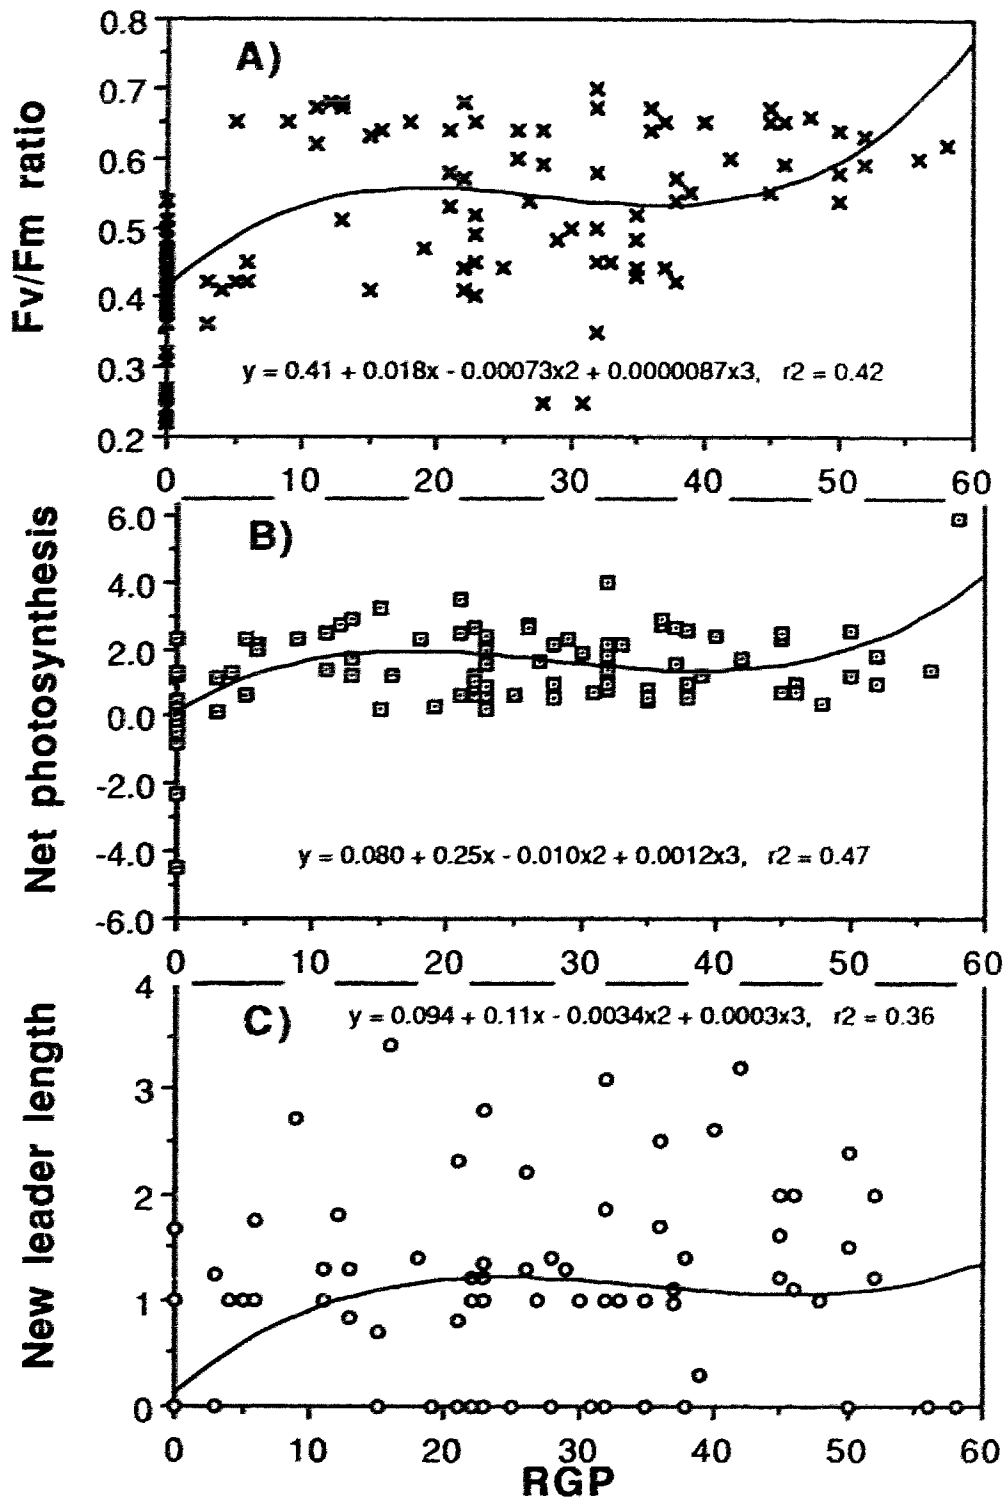 A)
Fv/Fm ratio
0.8
0.7
0.6
0.5
0.4
0.3
0.2
y = 0.41 + 0.018x - 0.00073x2 + 0.0000087x3, r2 = 0.42
0 10 20 30 40 50 60
B)
Net photosynthesis
6.0
4.0
2.0
0.0
-2.0
-4.0
-6.0
y = 0.080 + 0.25x - 0.010x2 + 0.0012x3, r2 = 0.47
0 10 20 30 40 50 60
C)
y = 0.094 + 0.11x - 0.0034x2 + 0.0003x3, r2 = 0.36
New leader length
4
3
2
1
0
0 10 20 30 40 50 60
RGP